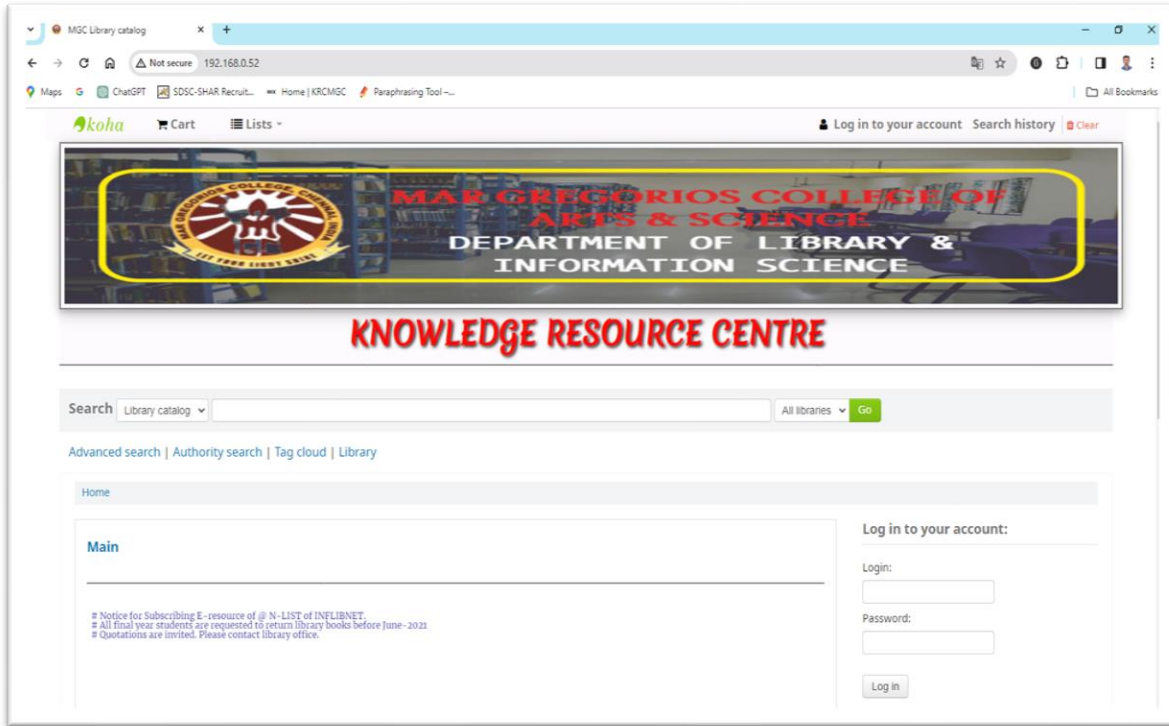 MGC Library catalog
Not secure 192.168.0.52
Maps G ChatGPT SDSC-SHAR Recruit... Home | KRCMGC Paraphrasing Tool –... All Bookmarks
koha Cart Lists Log in to your account Search history Clear
MAR GREGORIOS COLLEGE, CHENNAI, INDIA
LET YOUR LIGHT SHINE
MAR GREGORIOS COLLEGE OF
ARTS & SCIENCE
DEPARTMENT OF LIBRARY &
INFORMATION SCIENCE
KNOWLEDGE RESOURCE CENTRE
Search Library catalog All libraries Go
Advanced search | Authority search | Tag cloud | Library
Home
Main
# Notice for Subscribing E-resource of @ N-LIST of INFLIBNET.
# All final year students are requested to return library books before June-2021
# Quotations are invited. Please contact library office.
Log in to your account:
Login:
Password:
Log in